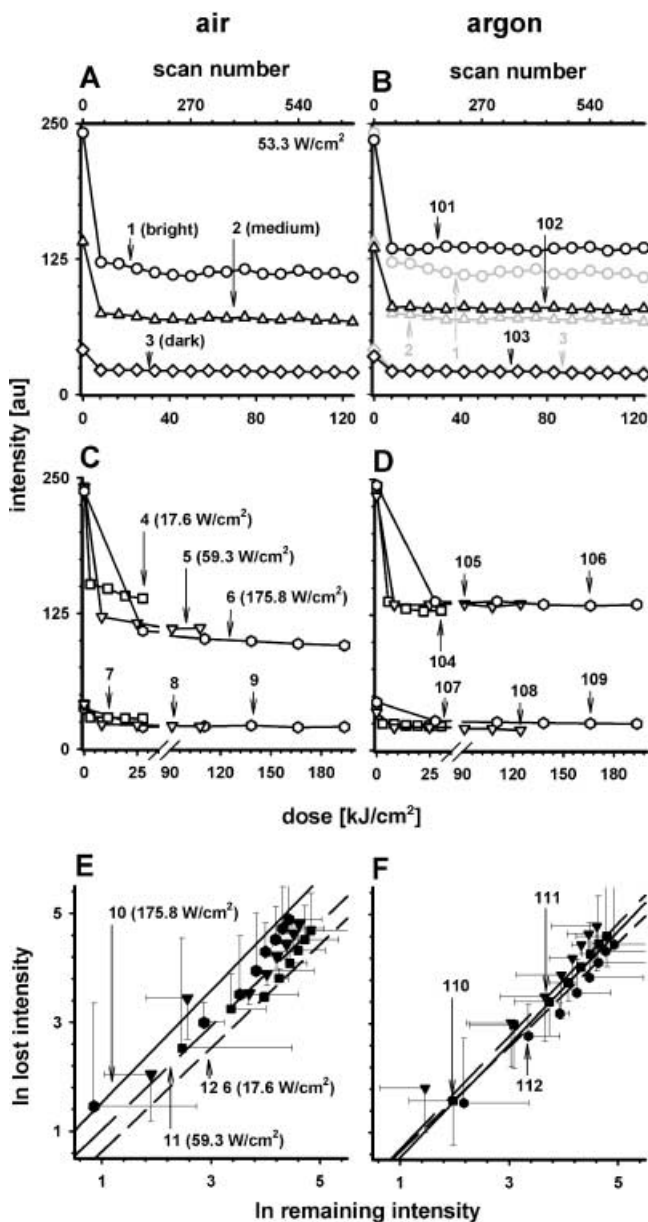 air argon
A scan number B scan number
0 270 540 0 270 540
250
53.3 W/cm²
1 (bright) 2 (medium) 101 102
125
3 (dark) 2 1 103 3
0
0 40 80 120 0 40 80 120
intensity [au]
C D
250
4 (17.6 W/cm²)
5 (59.3 W/cm²) 105 106
6 (175.8 W/cm²)
125
104
7 8 9 107 108 109
0
0 25 90 120 150 180 0 25 90 120 150 180
dose [kJ/cm²]
E F
5
10 (175.8 W/cm²) 111
110
3
12 6 (17.6 W/cm²) 112
11 (59.3 W/cm²)
1
ln lost intensity
1 3 5 1 3 5
ln remaining intensity